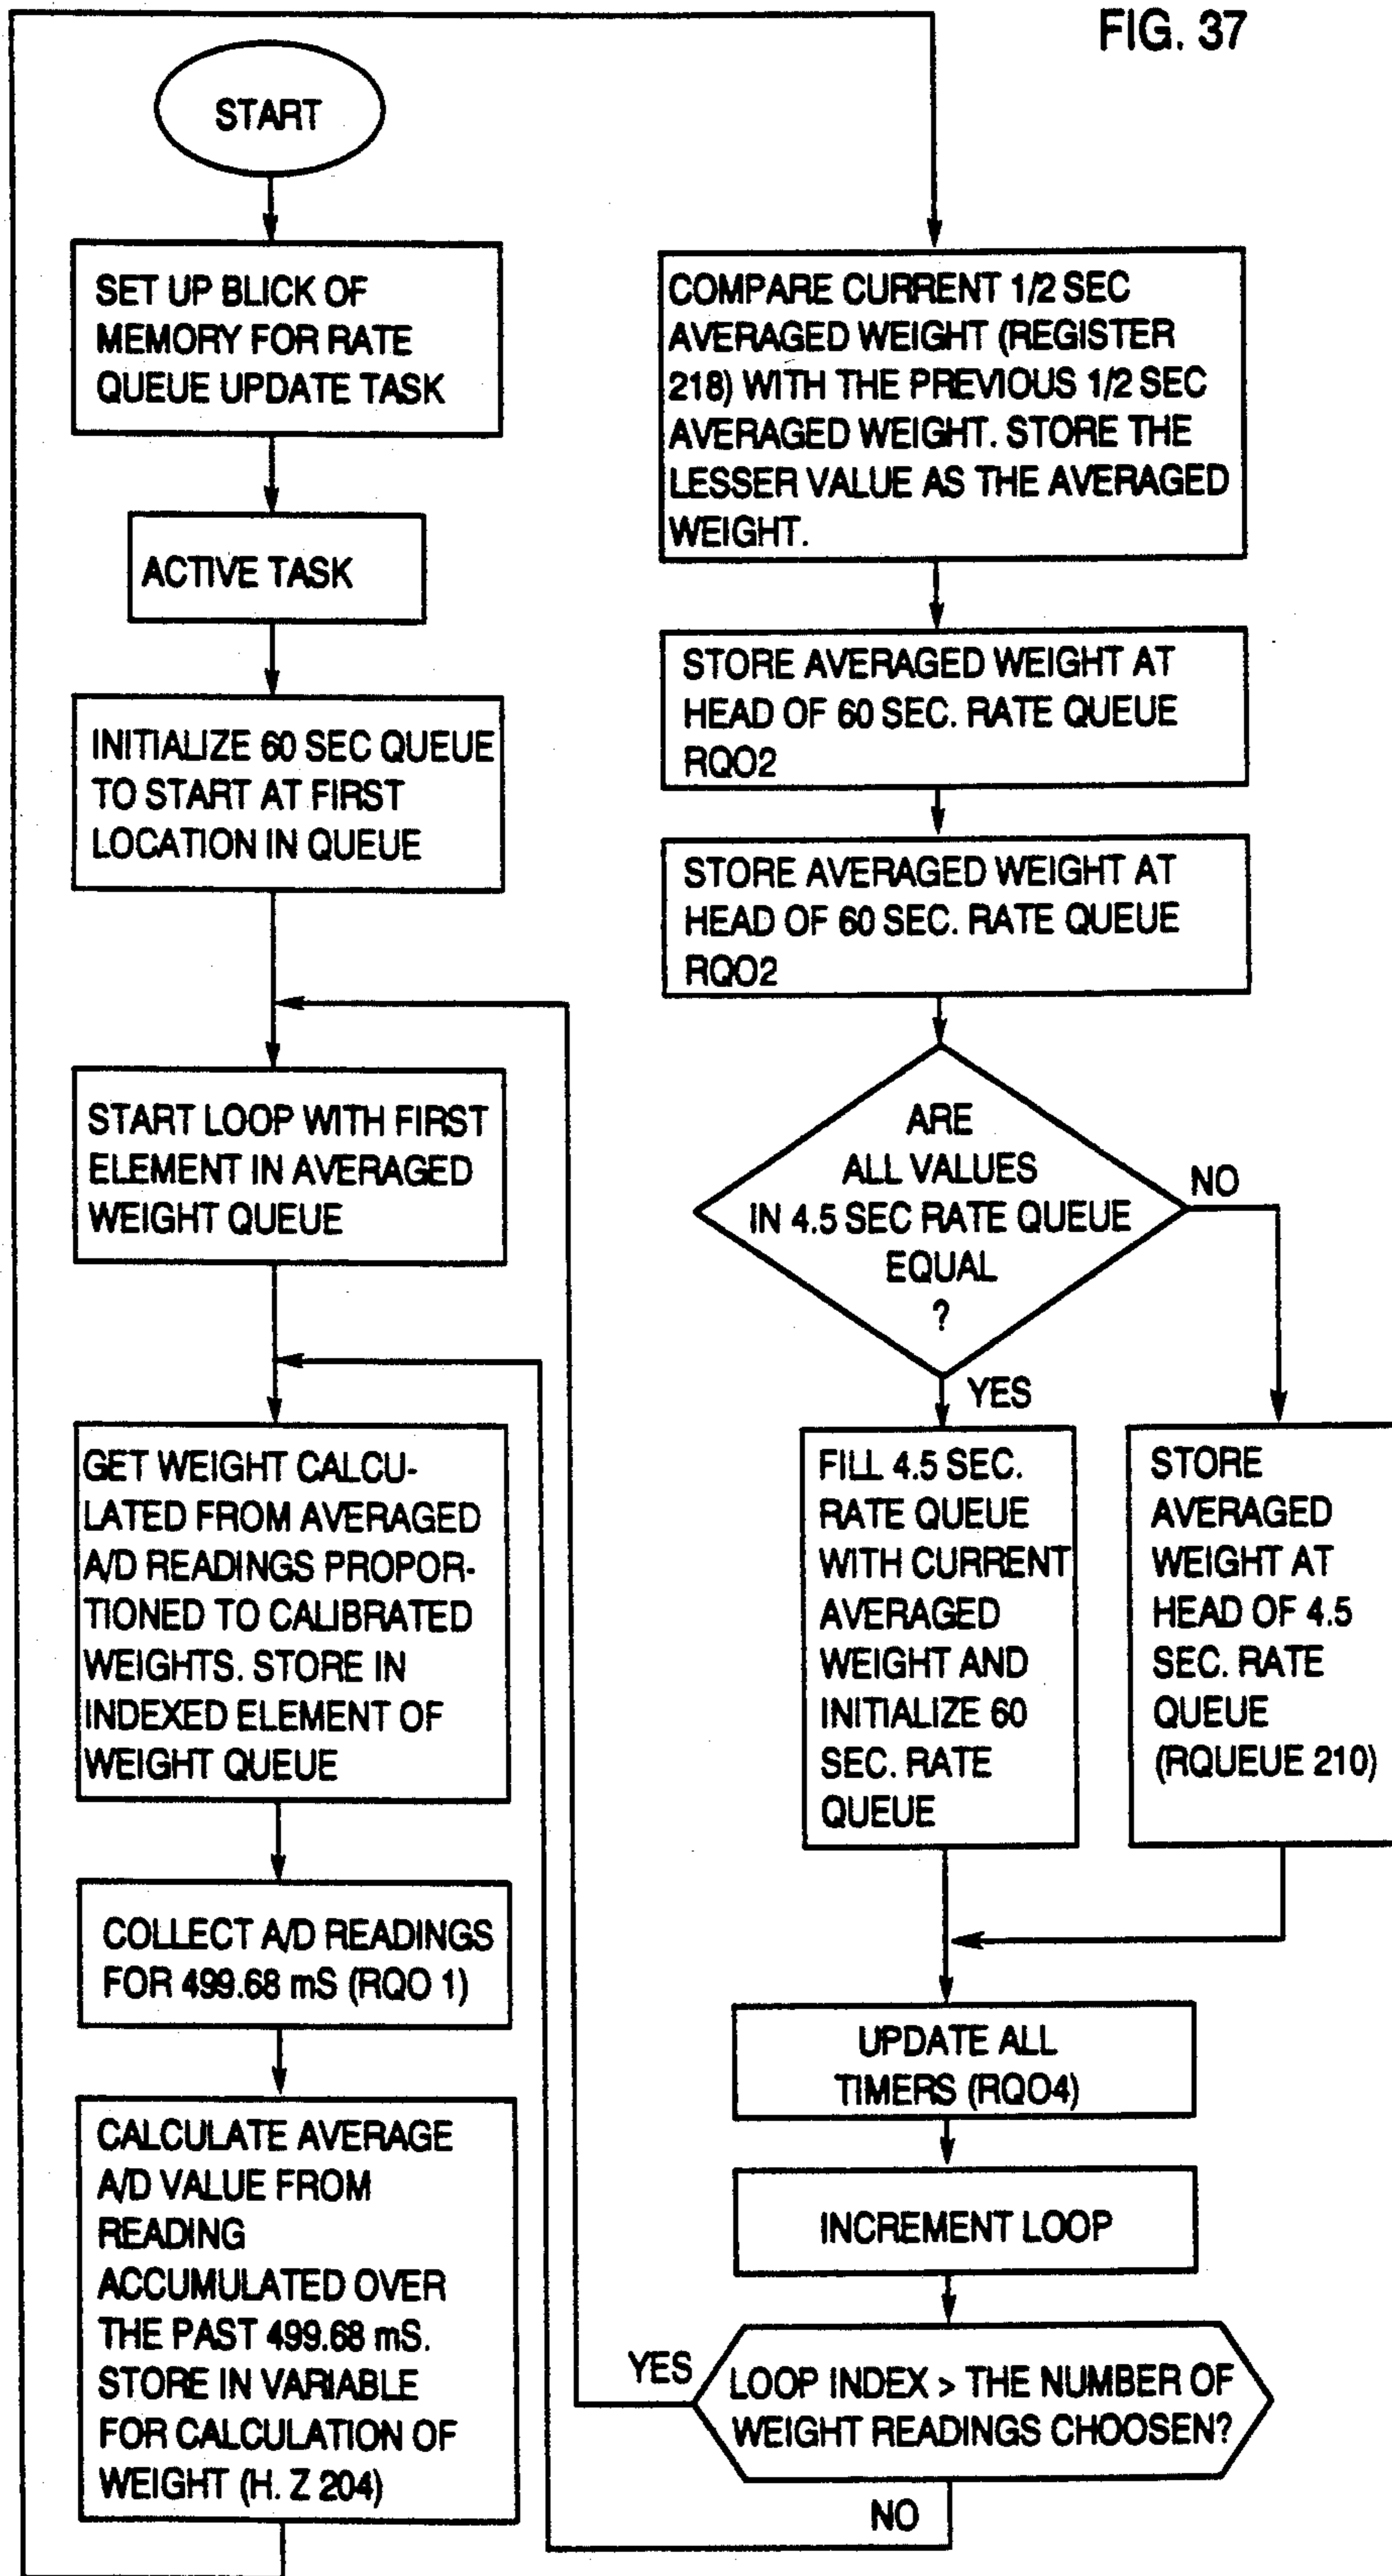 FIG. 37
START
SET UP BLICK OF
MEMORY FOR RATE
QUEUE UPDATE TASK
ACTIVE TASK
INITIALIZE 60 SEC QUEUE
TO START AT FIRST
LOCATION IN QUEUE
START LOOP WITH FIRST
ELEMENT IN AVERAGED
WEIGHT QUEUE
GET WEIGHT CALCU-
LATED FROM AVERAGED
A/D READINGS PROPOR-
TIONED TO CALIBRATED
WEIGHTS. STORE IN
INDEXED ELEMENT OF
WEIGHT QUEUE
COLLECT A/D READINGS
FOR 499.68 mS (RQO 1)
CALCULATE AVERAGE
A/D VALUE FROM
READING
ACCUMULATED OVER
THE PAST 499.68 mS.
STORE IN VARIABLE
FOR CALCULATION OF
WEIGHT (H. Z 204)
COMPARE CURRENT 1/2 SEC
AVERAGED WEIGHT (REGISTER
218) WITH THE PREVIOUS 1/2 SEC
AVERAGED WEIGHT. STORE THE
LESSER VALUE AS THE AVERAGED
WEIGHT.
STORE AVERAGED WEIGHT AT
HEAD OF 60 SEC. RATE QUEUE
RQO2
STORE AVERAGED WEIGHT AT
HEAD OF 60 SEC. RATE QUEUE
RQO2
ARE
ALL VALUES
IN 4.5 SEC RATE QUEUE
EQUAL
?
NO
YES
FILL 4.5 SEC.
RATE QUEUE
WITH CURRENT
AVERAGED
WEIGHT AND
INITIALIZE 60
SEC. RATE
QUEUE
STORE
AVERAGED
WEIGHT AT
HEAD OF 4.5
SEC. RATE
QUEUE
(RQUEUE 210)
UPDATE ALL
TIMERS (RQO4)
INCREMENT LOOP
YES
LOOP INDEX > THE NUMBER OF
WEIGHT READINGS CHOOSEN?
NO